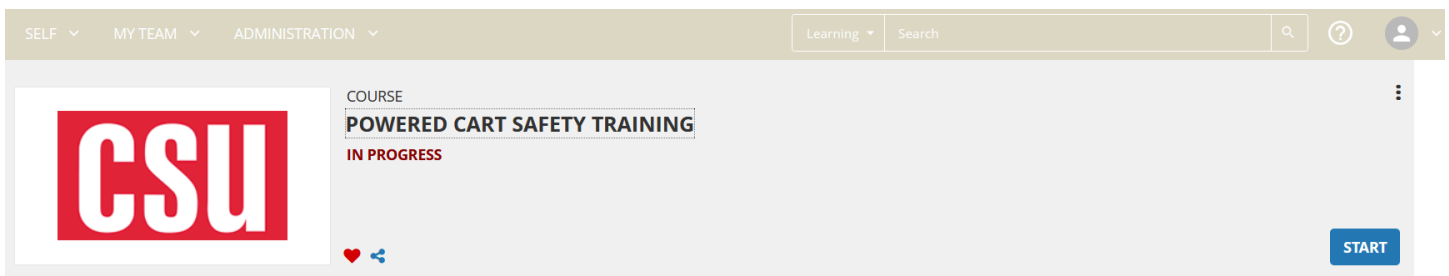 SELF MY TEAM ADMINISTRATION Learning Search
CSU
COURSE
POWERED CART SAFETY TRAINING
IN PROGRESS
START